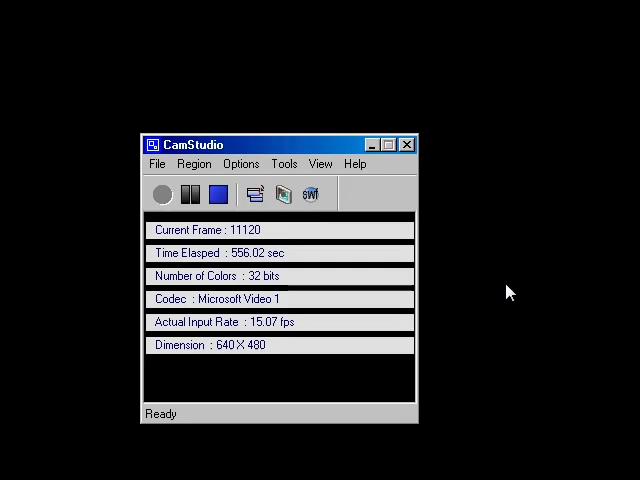 CamStudio
File Region Options Tools View Help
SWF
Current Frame : 11120
Time Elasped : 556.02 sec
Number of Colors : 32 bits
Codec : Microsoft Video 1
Actual Input Rate : 15.07 fps
Dimension : 640 X 480
Ready